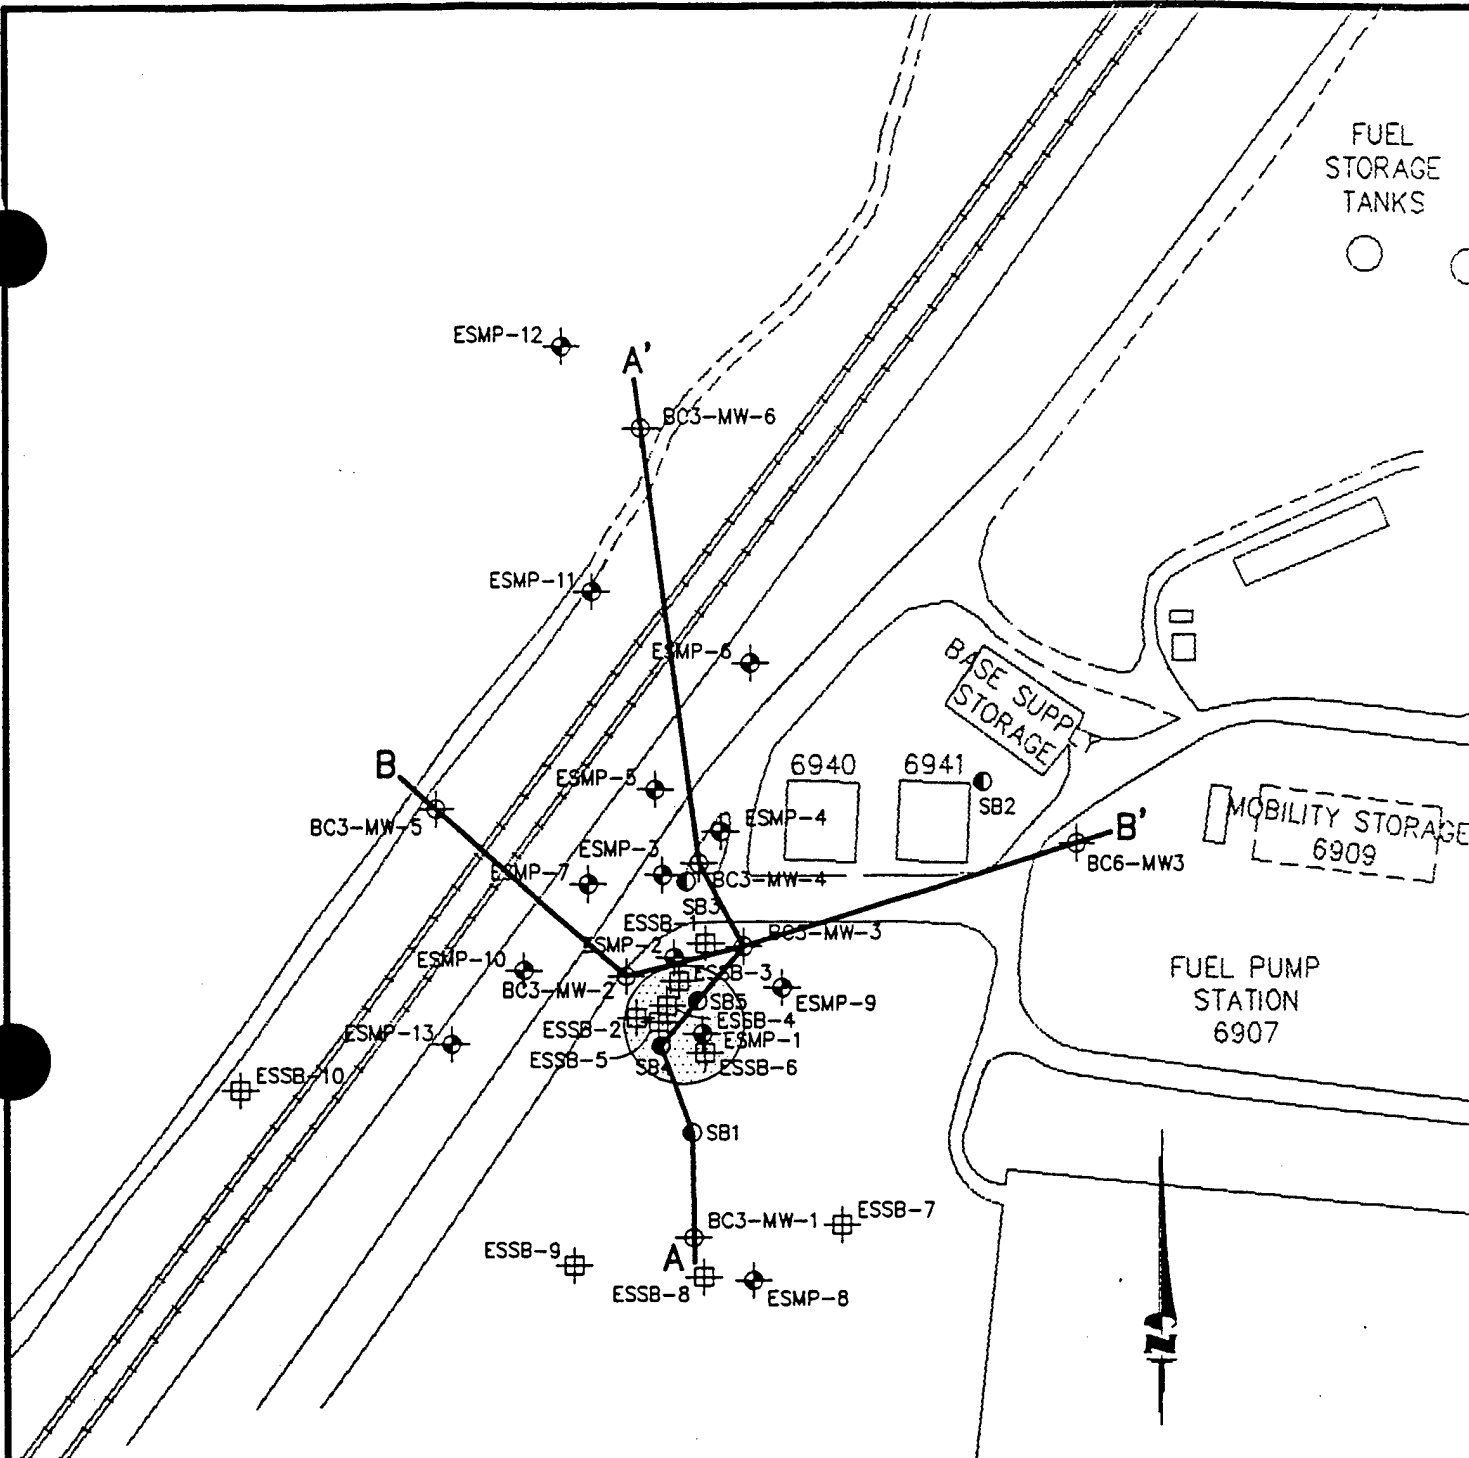 FUEL
STORAGE
TANKS
ESMP-12
A'
BC3-MW-6
ESMP-11
ESMP-6
BASE SUPPLY
STORAGE
B
6940
6941
ESMP-5
SB2
BC3-MW-5
ESMP-4
B'
MOBILITY STORAGE
6909
ESMP-3
BC6-MW3
ESMP-7
BC3-MW-4
SB3
ESSB-1
BC3-MW-3
ESMP-2
ESMP-10
ESSB-3
BC3-MW-2
FUEL PUMP
STATION
6907
SB5
ESMP-9
ESSB-4
ESSB-2
ESMP-13
ESMP-1
ESSB-5
SB4
ESSB-6
ESSB-10
SB1
BC3-MW-1
ESSB-7
ESSB-9
A
ESSB-8
ESMP-8
N